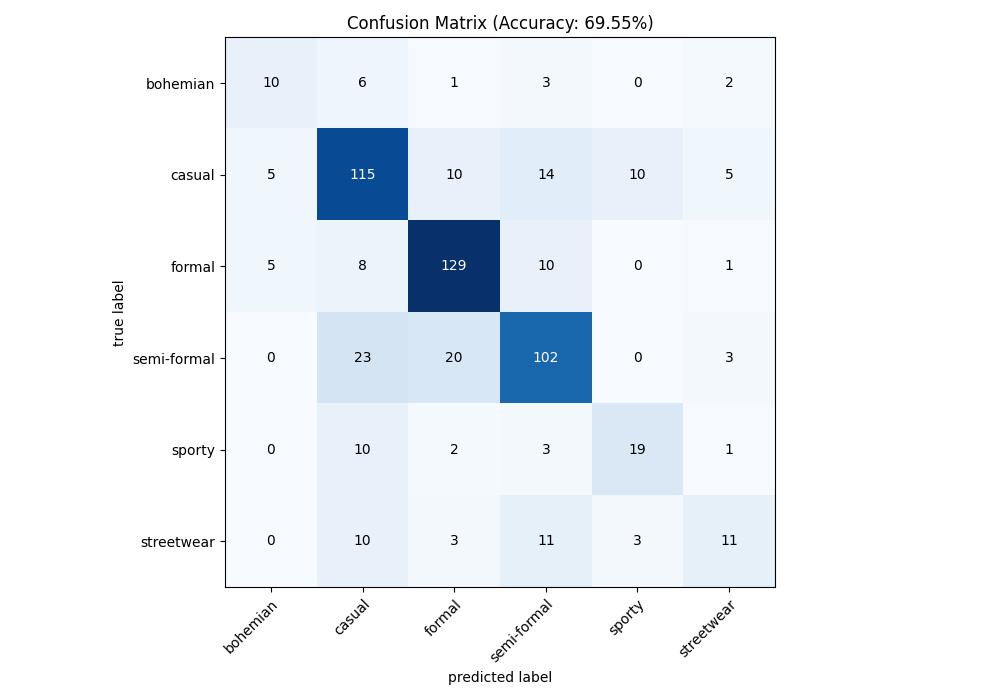 Confusion Matrix (Accuracy: 69.55%)
bohemian 10 6 1 3 0 2
casual 5 115 10 14 10 5
formal 5 8 129 10 0 1
semi-formal 0 23 20 102 0 3
sporty 0 10 2 3 19 1
streetwear 0 10 3 11 3 11
true label
bohemian casual formal semi-formal sporty streetwear
predicted label